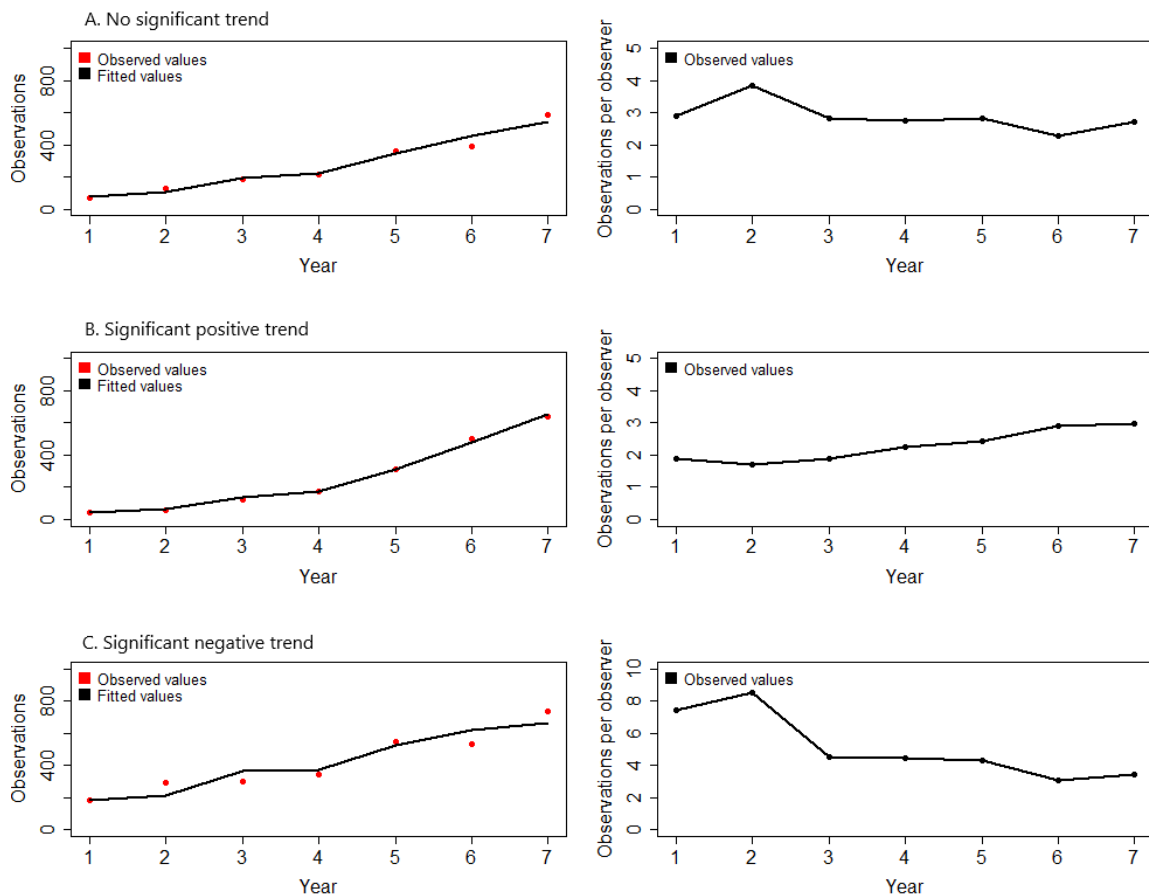 A. No significant trend
Observations
800
400
0
Observed values
Fitted values
1 2 3 4 5 6 7
Year
Observations per observer
5
4
3
2
1
0
Observed values
1 2 3 4 5 6 7
Year
B. Significant positive trend
Observations
800
400
0
Observed values
Fitted values
1 2 3 4 5 6 7
Year
Observations per observer
5
4
3
2
1
0
Observed values
1 2 3 4 5 6 7
Year
C. Significant negative trend
Observations
800
400
0
Observed values
Fitted values
1 2 3 4 5 6 7
Year
Observations per observer
10
8
6
4
2
0
Observed values
1 2 3 4 5 6 7
Year